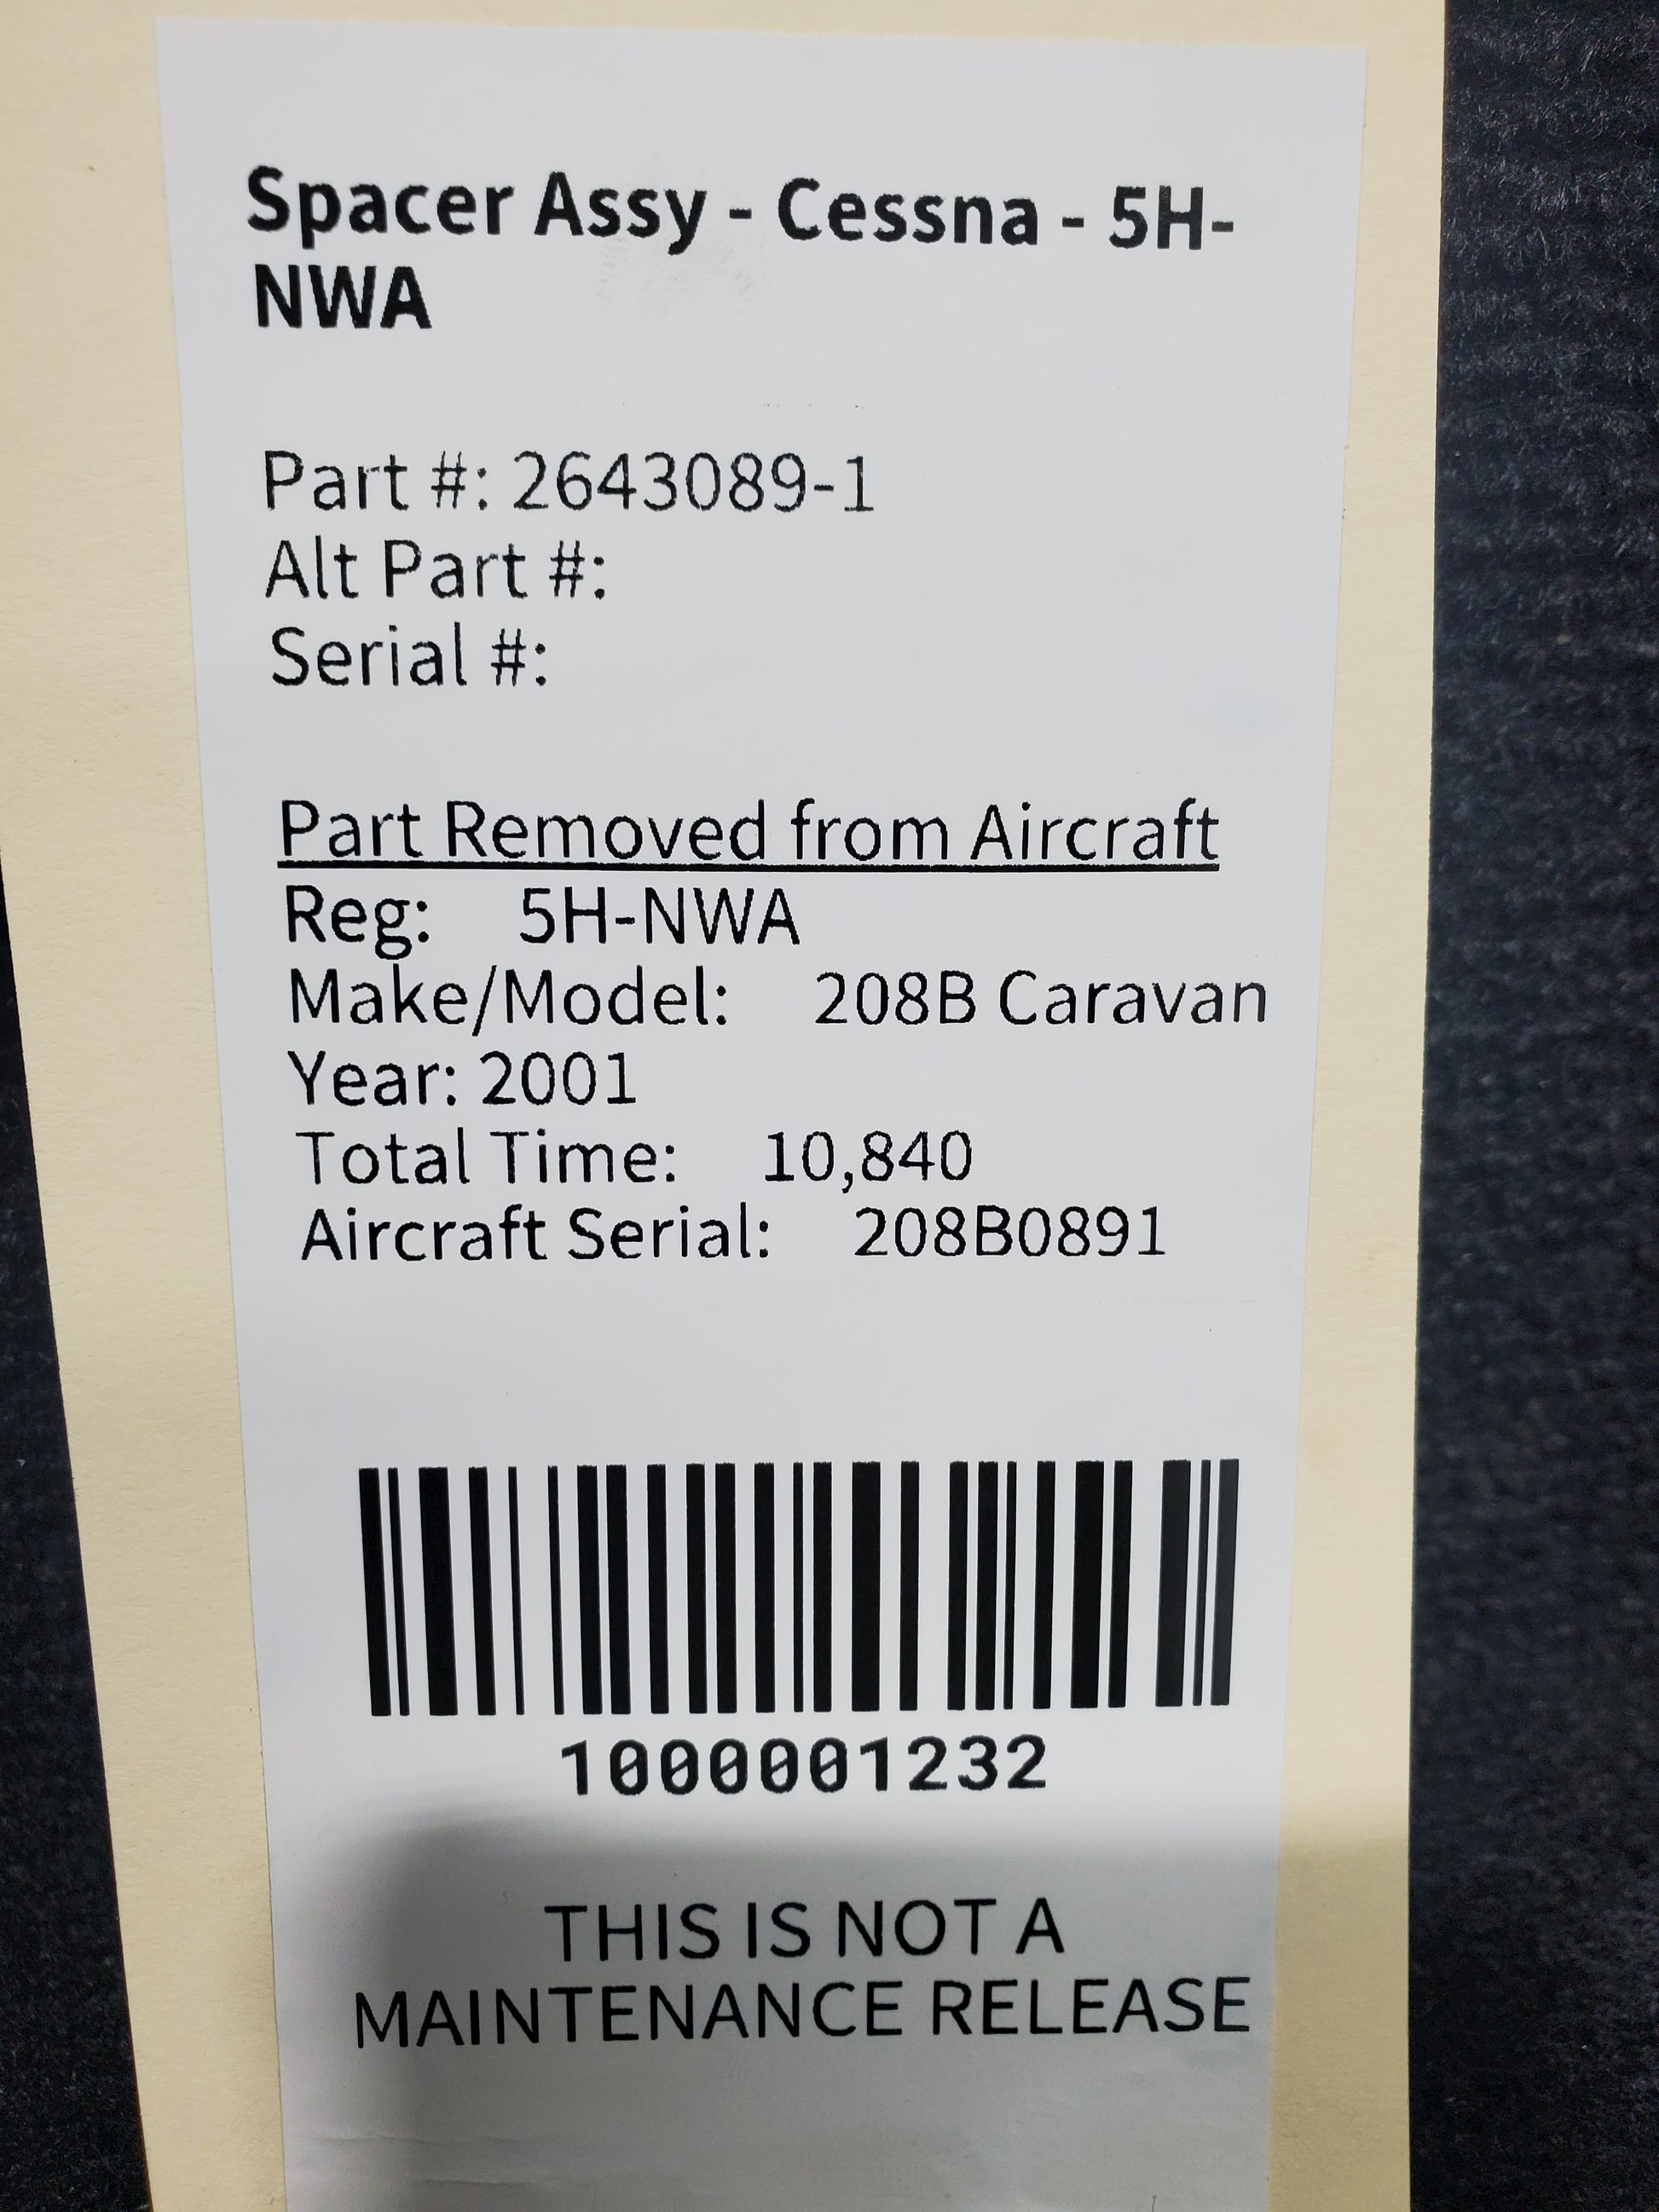 Spacer Assy - Cessna - 5H-
NWA
Part #: 2643089-1
Alt Part #:
Serial #:
Part Removed from Aircraft
Reg: 5H-NWA
Make/Model: 208B Caravan
Year: 2001
Total Time: 10,840
Aircraft Serial: 208B0891
1000001232
THIS IS NOT A
MAINTENANCE RELEASE